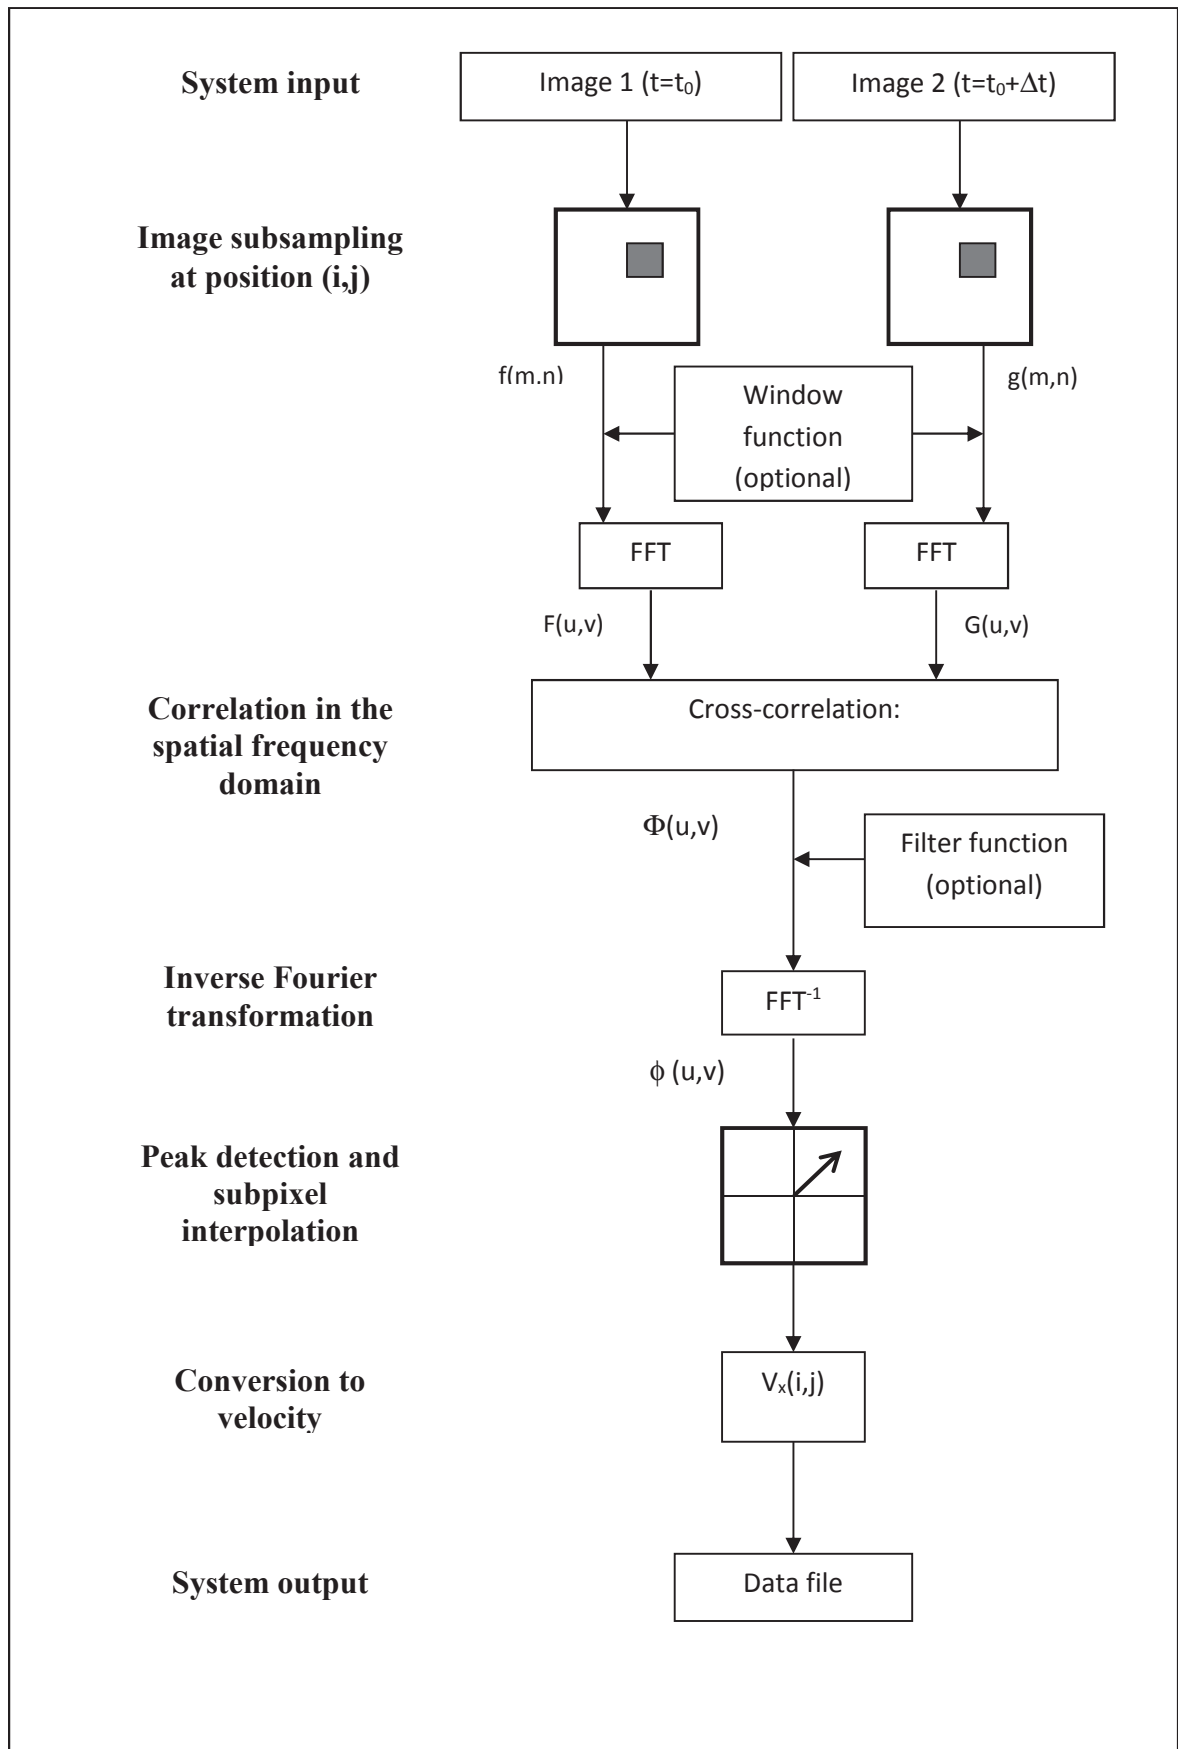 System input
Image 1 (t=t₀)
Image 2 (t=t₀+Δt)
Image subsampling
at position (i,j)
f(m.n)
g(m,n)
Window
function
(optional)
FFT
FFT
F(u,v)
G(u,v)
Correlation in the
spatial frequency
domain
Cross-correlation:
Φ(u,v)
Filter function
(optional)
Inverse Fourier
transformation
FFT⁻¹
ϕ (u,v)
Peak detection and
subpixel
interpolation
Conversion to
velocity
Vₓ(i,j)
System output
Data file